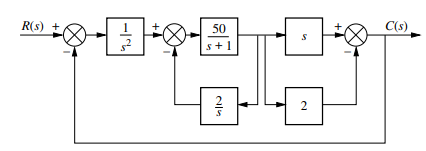 R(s) + 1/s² + 50/(s + 1) s + C(s)
− − −
2/s 2